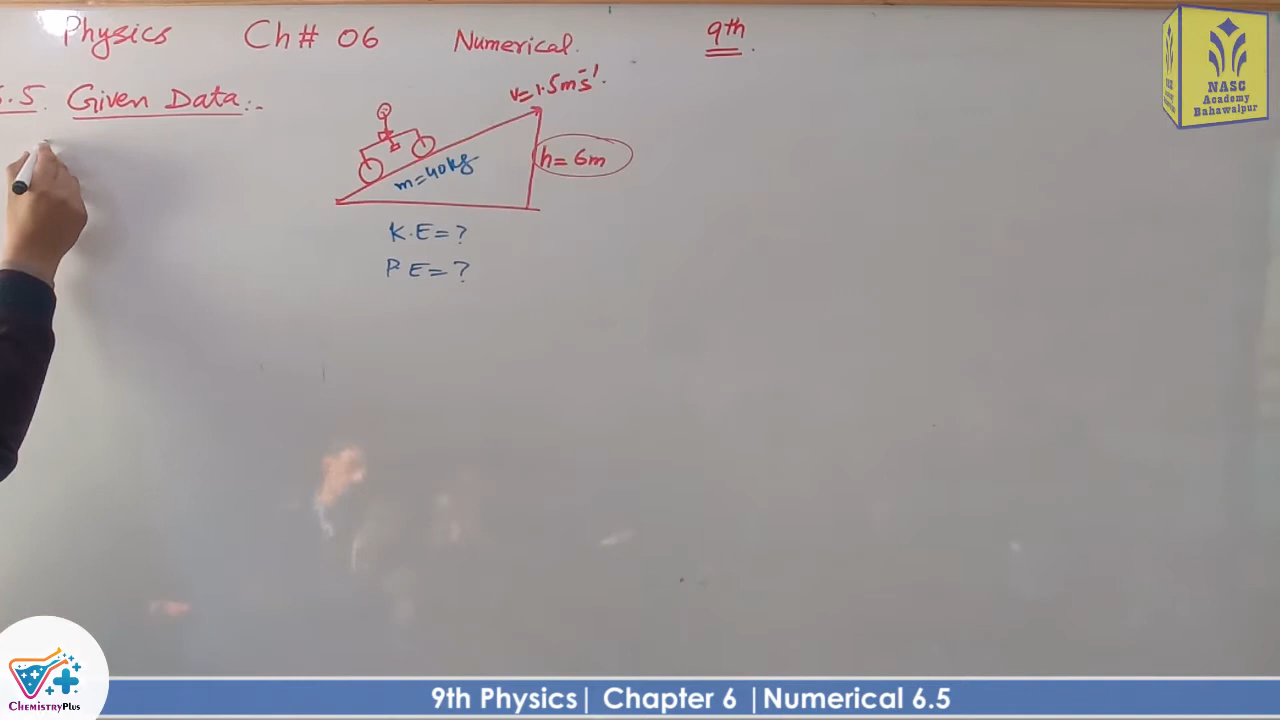 Physics Ch# 06 Numerical. 9th.
6.5. Given Data:-
v=1.5ms⁻¹.
h= 6m
m=40kg
K.E=?
P.E=?
NASC
Academy
Bahawalpur
ChemistryPlus
9th Physics| Chapter 6 |Numerical 6.5